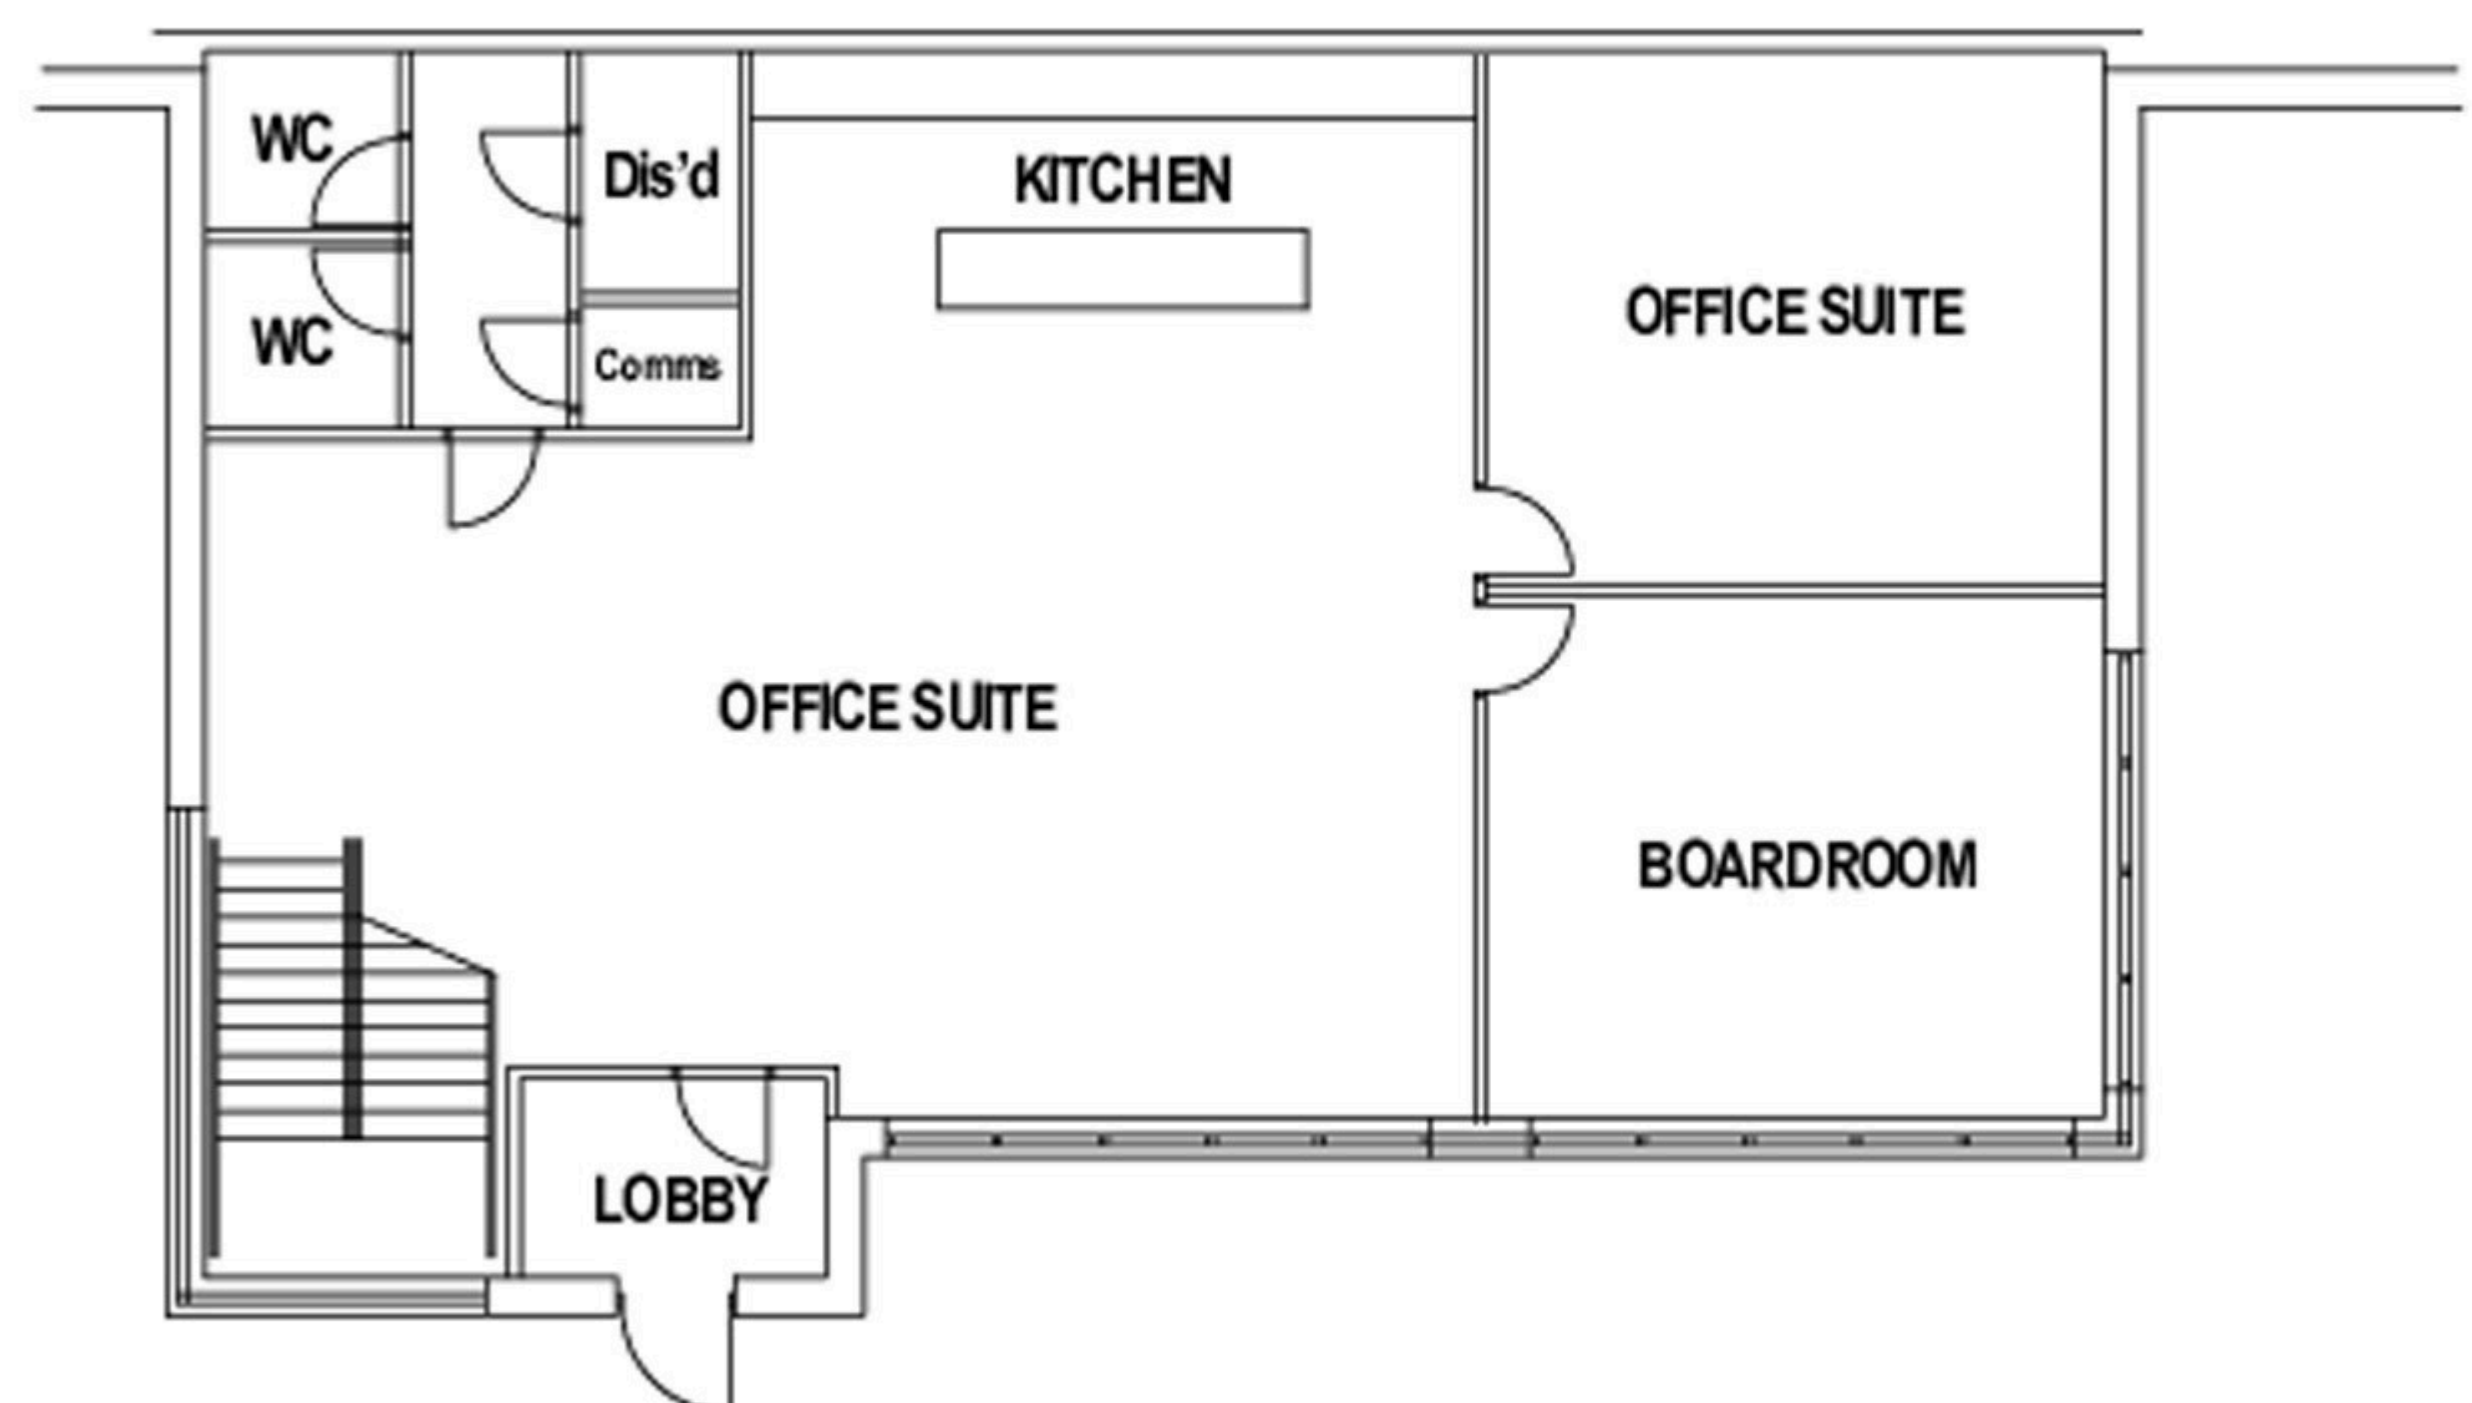 WC
Dis'd
KITCHEN
OFFICE SUITE
WC
Comms
OFFICE SUITE
BOARDROOM
LOBBY